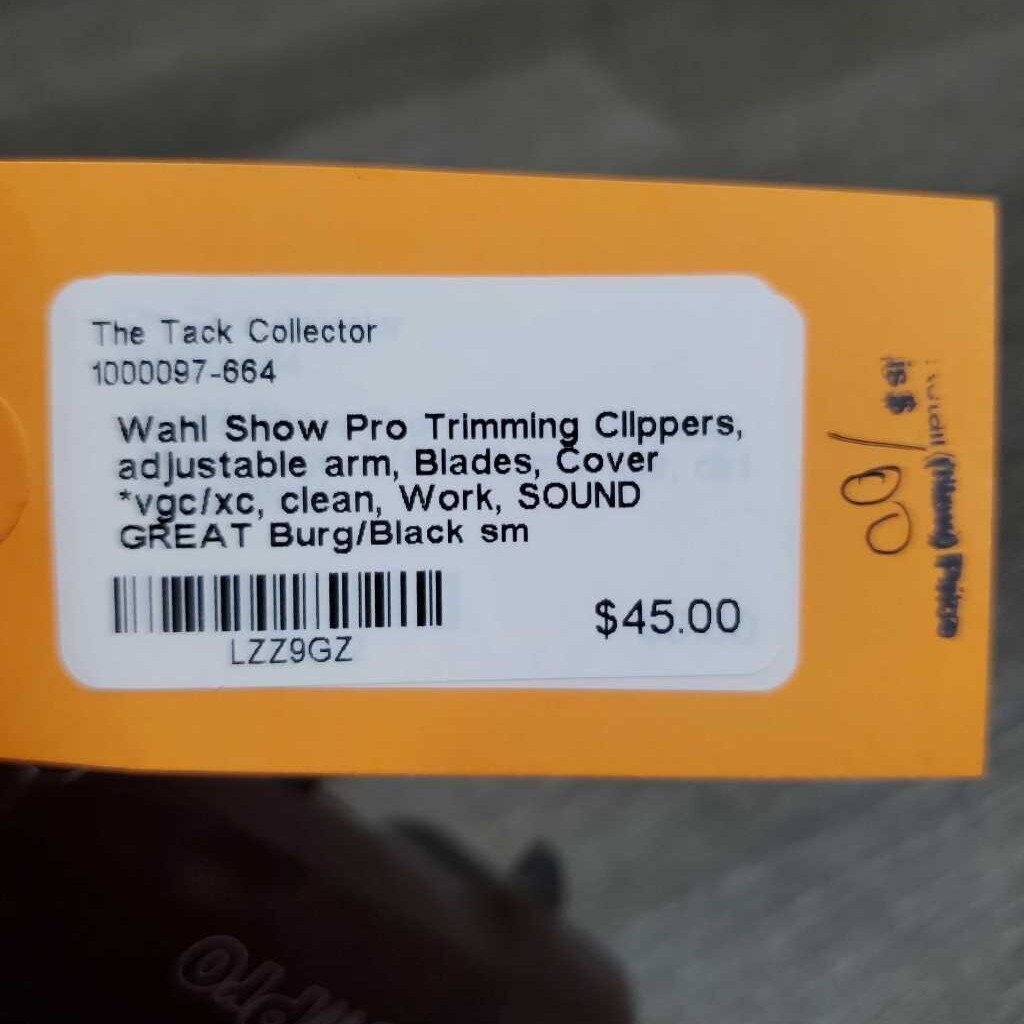 The Tack Collector
1000097-664
Wahl Show Pro Trimming Clippers,
adjustable arm, Blades, Cover
*vgc/xc, clean, Work, SOUND
GREAT Burg/Black sm
LZZ9GZ
$45.00
is $